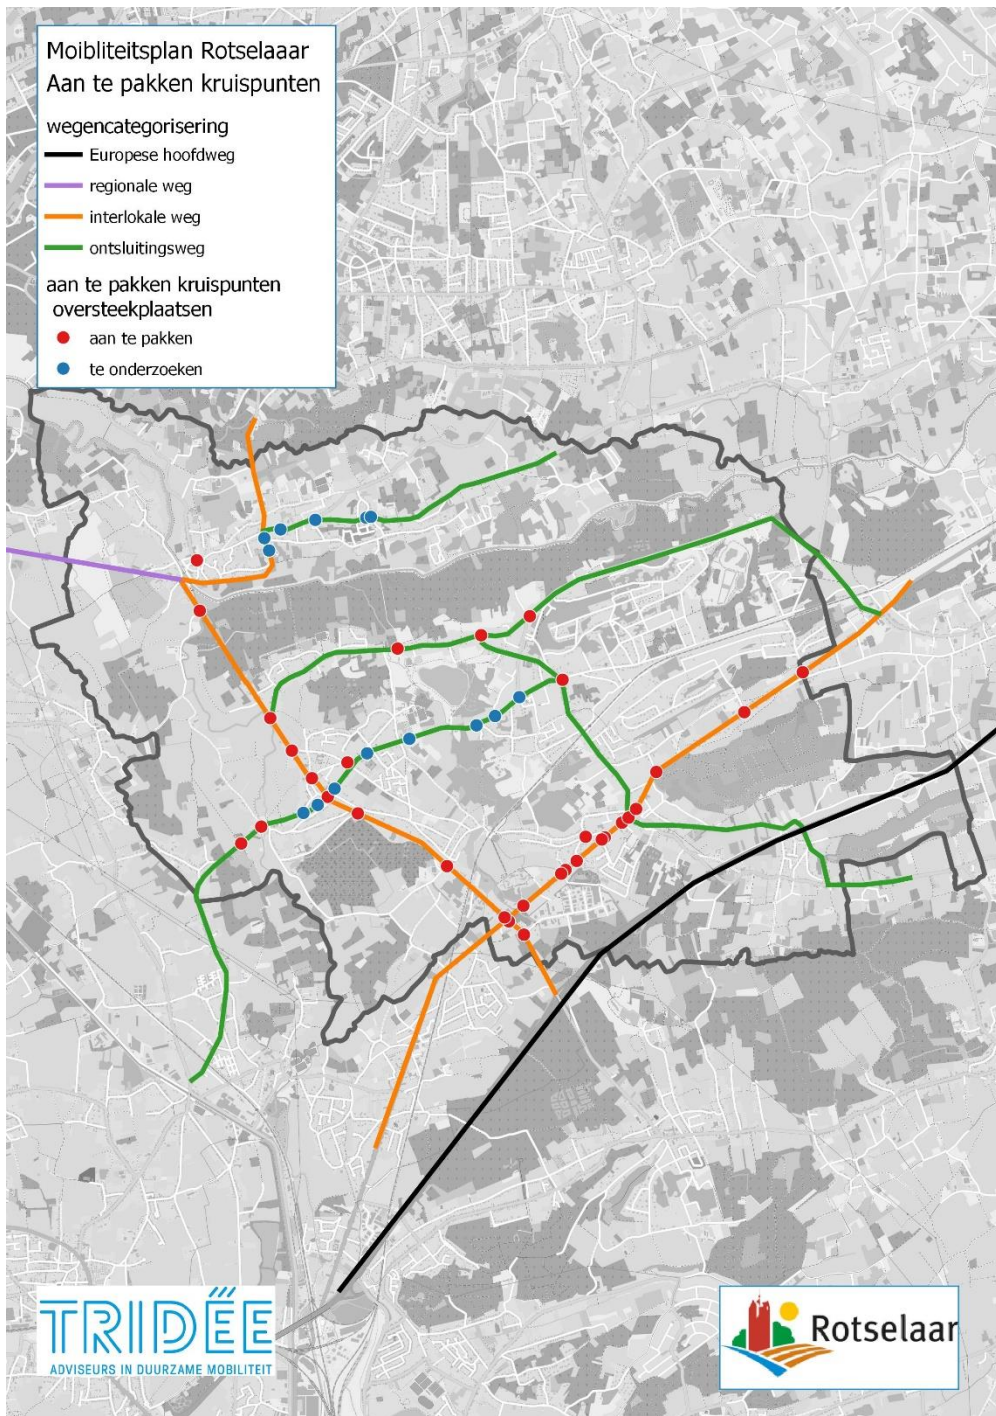 Moibliteitsplan Rotselaaar
Aan te pakken kruispunten
wegencategorisering
Europese hoofdweg
regionale weg
interlokale weg
ontsluitingsweg
aan te pakken kruispunten
oversteekplaatsen
aan te pakken
te onderzoeken
TRIDËE
ADVISEURS IN DUURZAME MOBILITEIT
Rotselaar